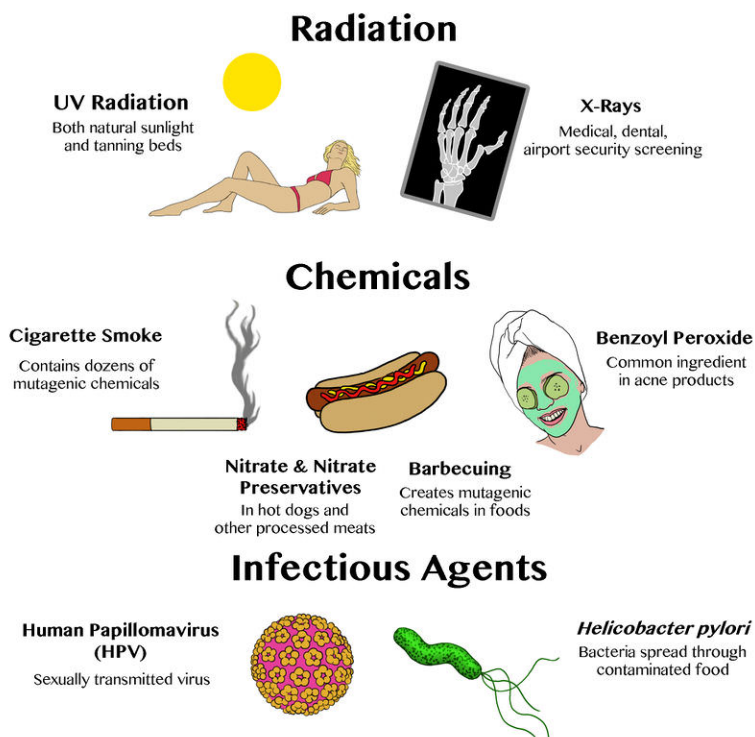 Radiation
UV Radiation
Both natural sunlight
and tanning beds
X-Rays
Medical, dental,
airport security screening
Chemicals
Cigarette Smoke
Contains dozens of
mutagenic chemicals
Benzoyl Peroxide
Common ingredient
in acne products
Nitrate & Nitrate
Preservatives
In hot dogs and
other processed meats
Barbecuing
Creates mutagenic
chemicals in foods
Infectious Agents
Human Papillomavirus
(HPV)
Sexually transmitted virus
Helicobacter pylori
Bacteria spread through
contaminated food